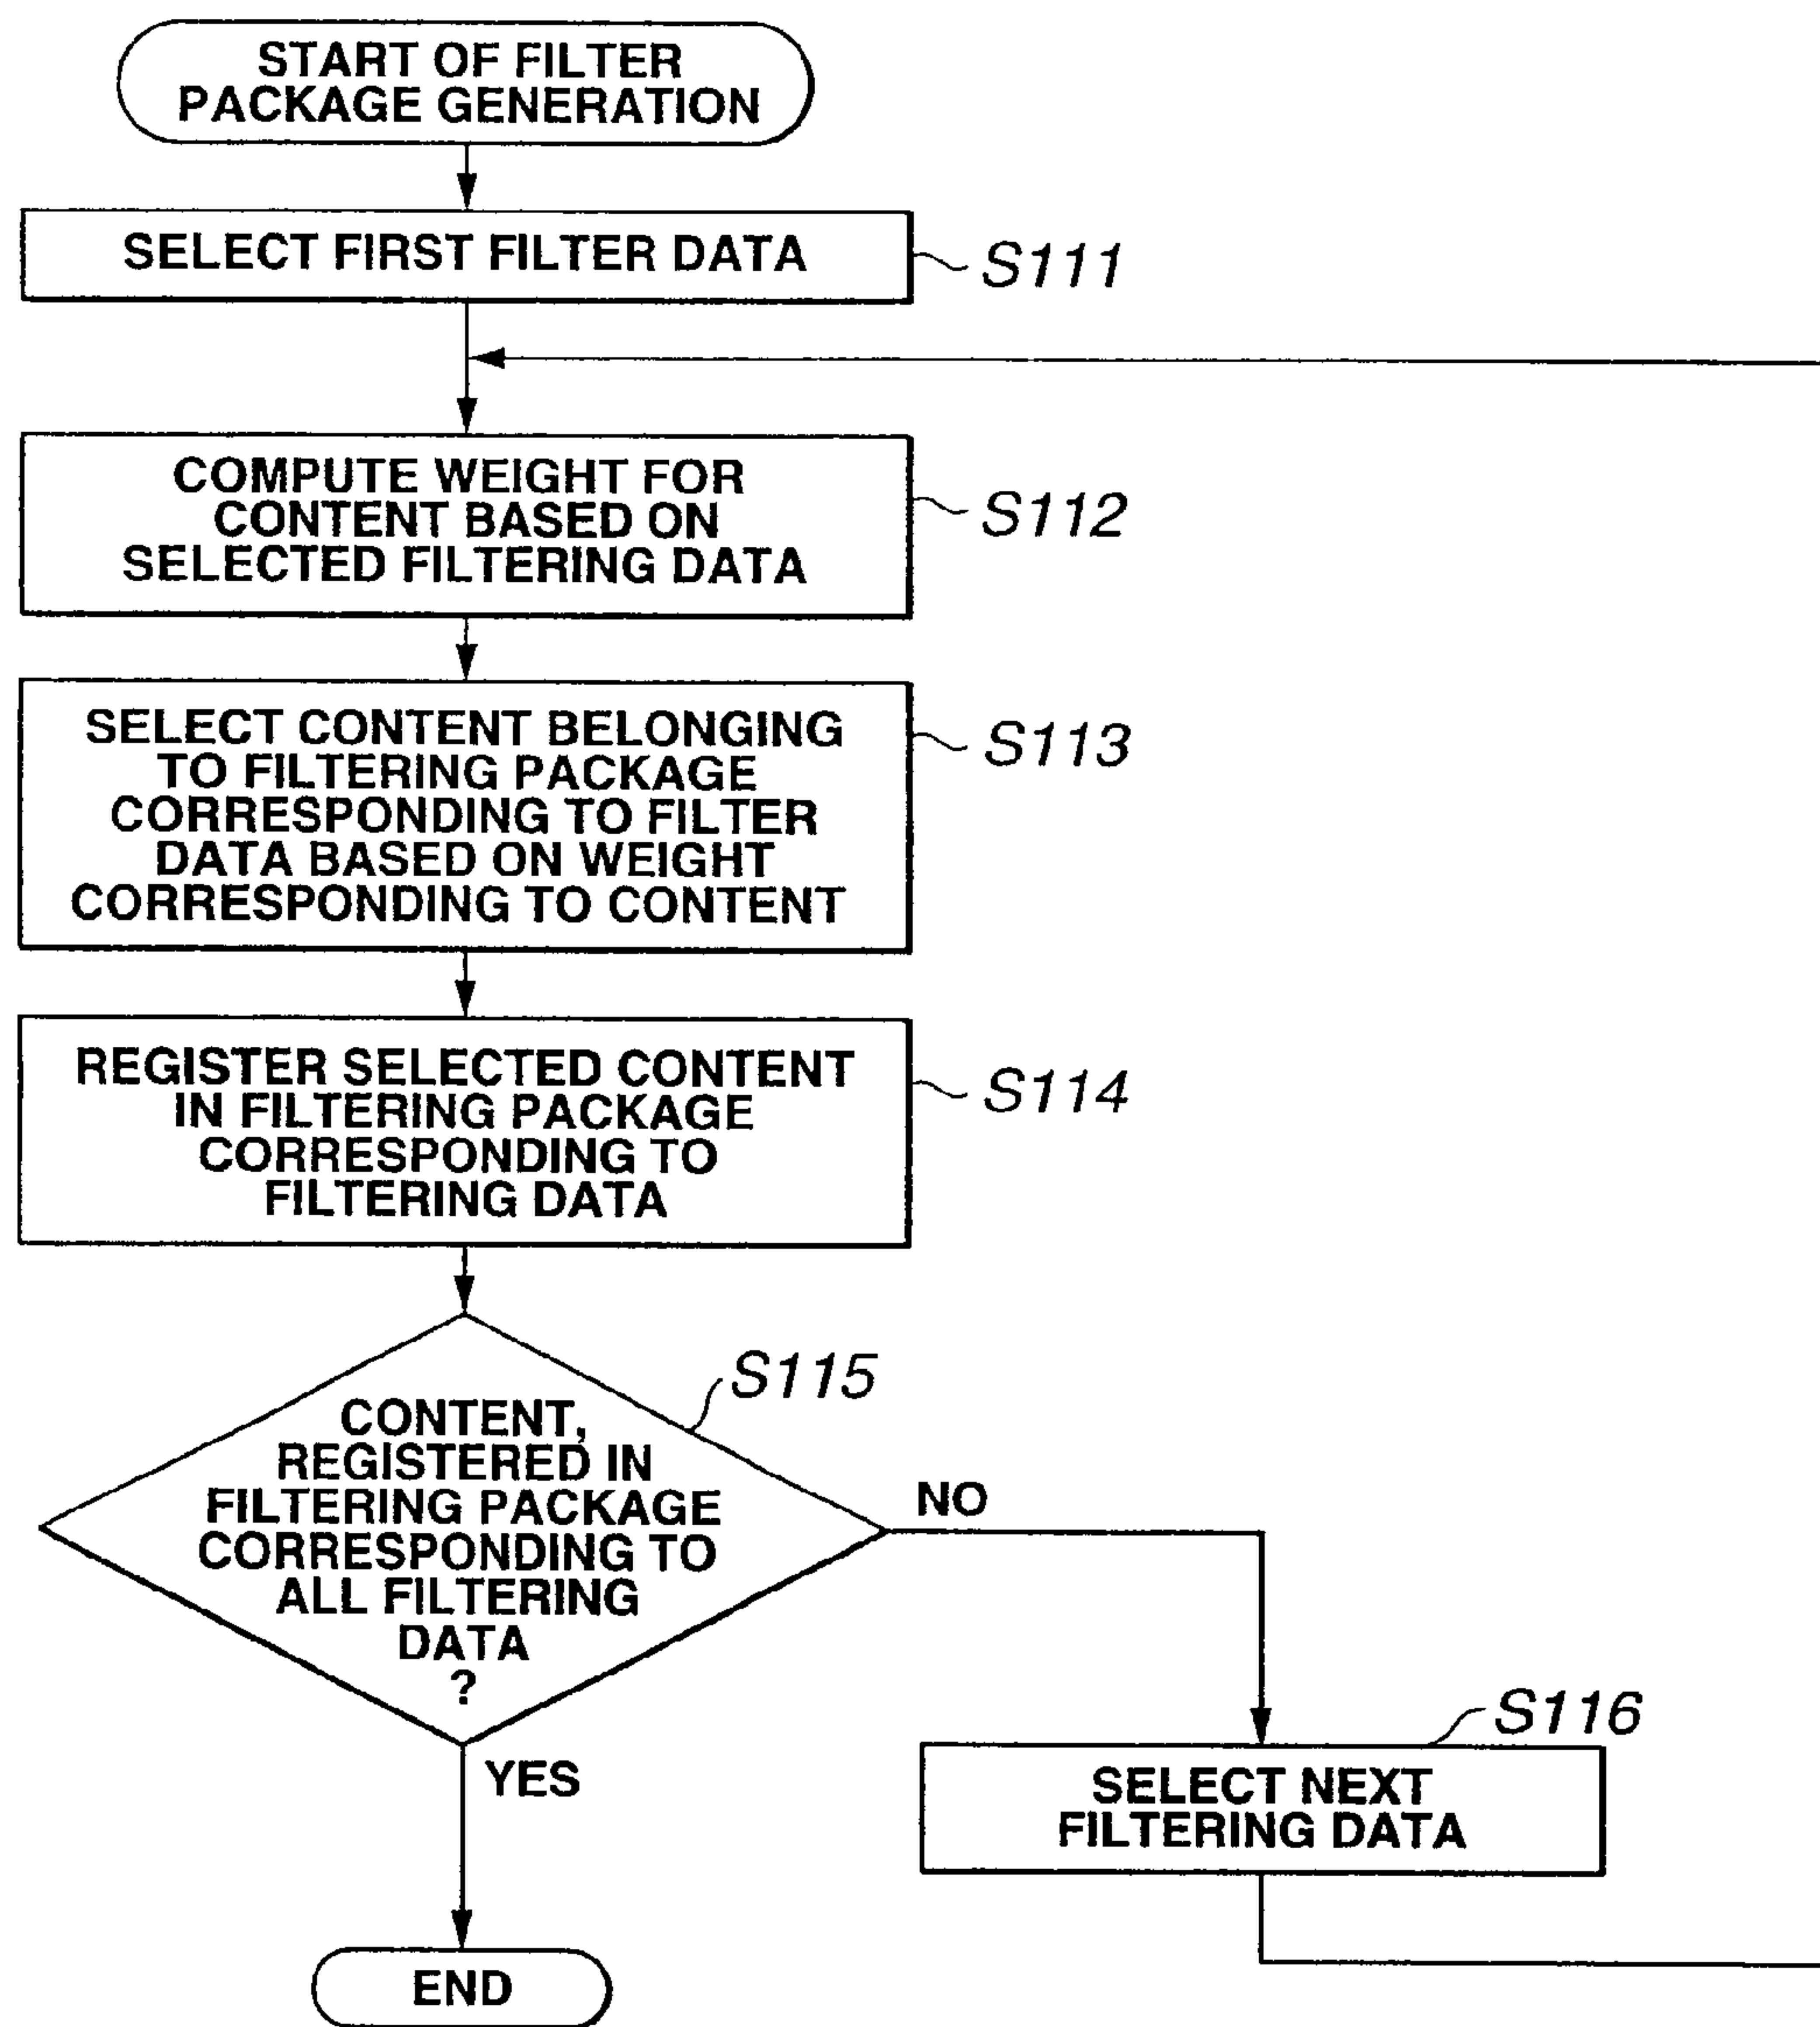 START OF FILTER
PACKAGE GENERATION
SELECT FIRST FILTER DATA
S111
COMPUTE WEIGHT FOR
CONTENT BASED ON
SELECTED FILTERING DATA
S112
SELECT CONTENT BELONGING
TO FILTERING PACKAGE
CORRESPONDING TO FILTER
DATA BASED ON WEIGHT
CORRESPONDING TO CONTENT
S113
REGISTER SELECTED CONTENT
IN FILTERING PACKAGE
CORRESPONDING TO
FILTERING DATA
S114
S115
CONTENT,
REGISTERED IN
FILTERING PACKAGE
CORRESPONDING TO
ALL FILTERING
DATA
?
NO
YES
S116
SELECT NEXT
FILTERING DATA
END